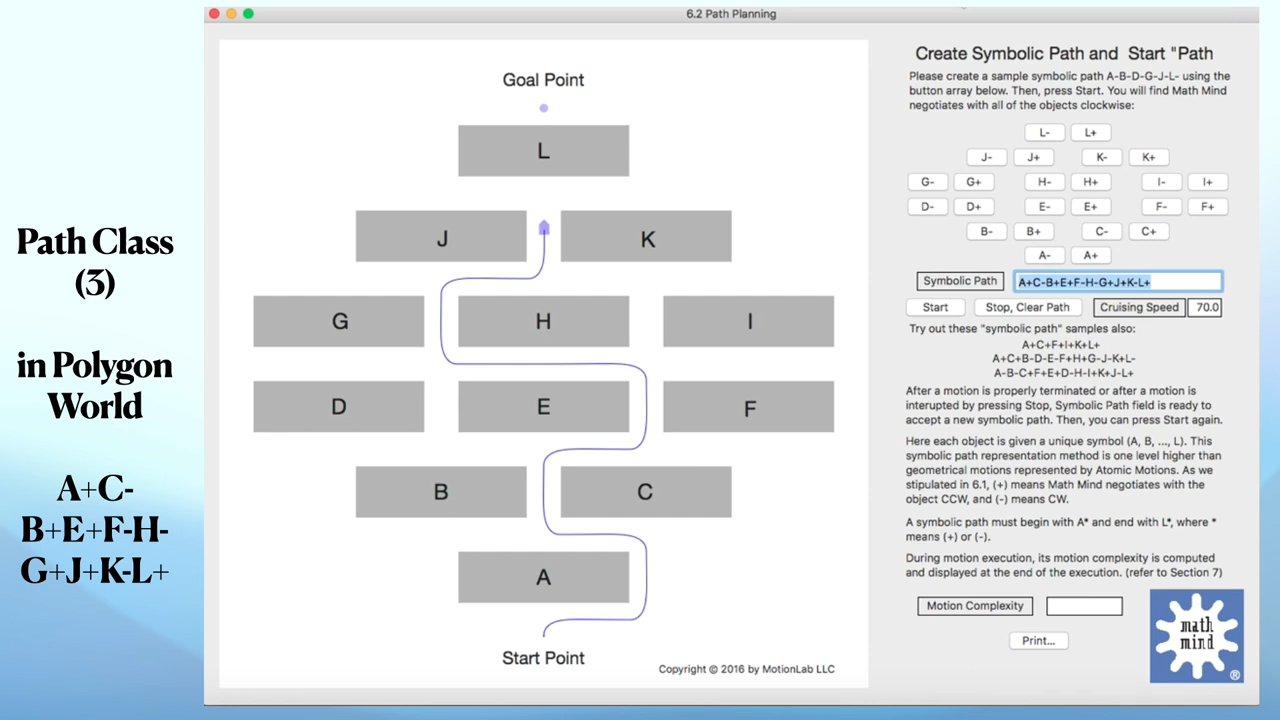 6.2 Path Planning
Path Class
(3)
in Polygon
World
A+C-
B+E+F-H-
G+J+K-L+
Goal Point
L
J
K
G
H
I
D
E
F
B
C
A
Start Point
Copyright © 2016 by MotionLab LLC
Create Symbolic Path and  Start "Path
Please create a sample symbolic path A-B-D-G-J-L- using the
button array below. Then, press Start. You will find Math Mind
negotiates with all of the objects clockwise:
L- L+
J- J+ K- K+
G- G+ H- H+ I- I+
D- D+ E- E+ F- F+
B- B+ C- C+
A- A+
Symbolic Path A+C-B+E+F-H-G+J+K-L+
Start Stop, Clear Path Cruising Speed 70.0
Try out these "symbolic path" samples also:
A+C+F+I+K+L+
A+C+B-D-E-F+H+G-J-K+L-
A-B-C+F+E+D-H-I+K+J-L+
After a motion is properly terminated or after a motion is
interupted by pressing Stop, Symbolic Path field is ready to
accept a new symbolic path. Then, you can press Start again.
Here each object is given a unique symbol (A, B, ..., L). This
symbolic path representation method is one level higher than
geometrical motions represented by Atomic Motions. As we
stipulated in 6.1, (+) means Math Mind negotiates with the
object CCW, and (-) means CW.
A symbolic path must begin with A* and end with L*, where *
means (+) or (-).
During motion execution, its motion complexity is computed
and displayed at the end of the execution. (refer to Section 7)
Motion Complexity
Print...
math
mind
®